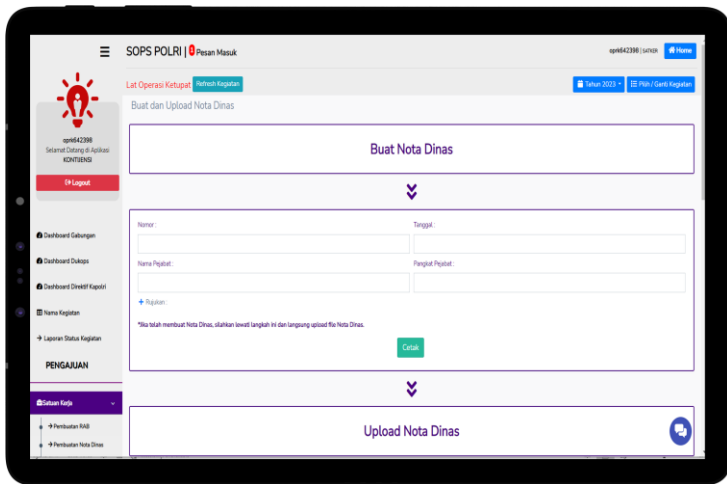 SOPS POLRI | 0 Pesan Masuk
oprk642398 | SATKER
Home
Lat Operasi Ketupat
Refresh Kegiatan
Tahun 2023
Pilih / Ganti Kegiatan
Buat dan Upload Nota Dinas
oprk642398
Selamat Datang di Aplikasi
KONTIJENSI
Logout
Dashboard Gabungan
Dashboard Dukops
Dashboard Direktif Kapolri
Nama Kegiatan
Laporan Status Kegiatan
PENGAJUAN
Satuan Kerja
Pembuatan RAB
Pembuatan Nota Dinas
Buat Nota Dinas
Nomor :
Tanggal :
Nama Pejabat :
Pangkat Pejabat :
+ Rujukan
*Jika telah membuat Nota Dinas, silahkan lewati langkah ini dan langsung upload file Nota Dinas.
Cetak
Upload Nota Dinas